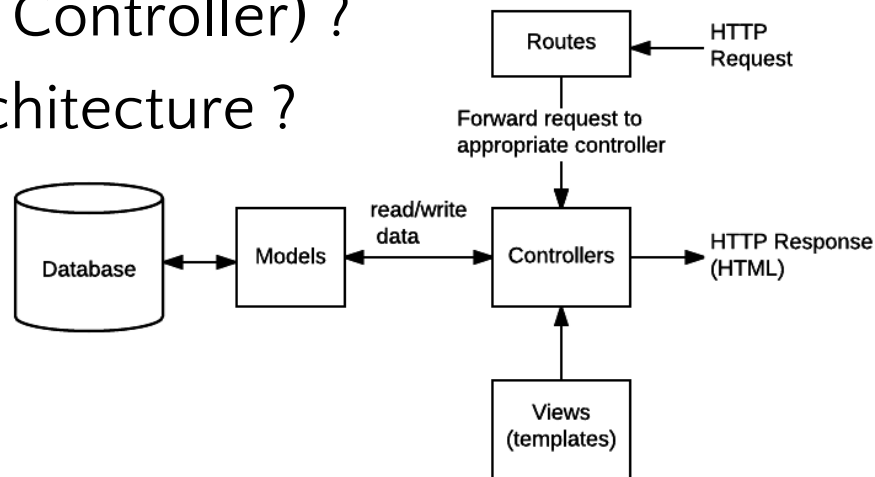 Controller) ?
chitecture ?
Routes
HTTP
Request
Forward request to
appropriate controller
Database
Models
read/write
data
Controllers
HTTP Response
(HTML)
Views
(templates)